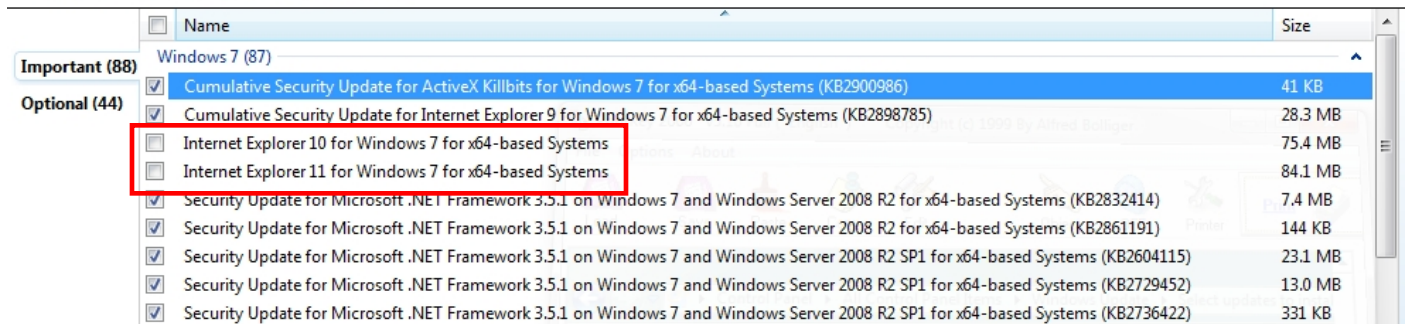 Name Size
Important (88)
Windows 7 (87)
Optional (44)
Cumulative Security Update for ActiveX Killbits for Windows 7 for x64-based Systems (KB2900986) 41 KB
Cumulative Security Update for Internet Explorer 9 for Windows 7 for x64-based Systems (KB2898785) 28.3 MB
Internet Explorer 10 for Windows 7 for x64-based Systems 75.4 MB
Internet Explorer 11 for Windows 7 for x64-based Systems 84.1 MB
Security Update for Microsoft .NET Framework 3.5.1 on Windows 7 and Windows Server 2008 R2 for x64-based Systems (KB2832414) 7.4 MB
Security Update for Microsoft .NET Framework 3.5.1 on Windows 7 and Windows Server 2008 R2 for x64-based Systems (KB2861191) 144 KB
Security Update for Microsoft .NET Framework 3.5.1 on Windows 7 and Windows Server 2008 R2 SP1 for x64-based Systems (KB2604115) 23.1 MB
Security Update for Microsoft .NET Framework 3.5.1 on Windows 7 and Windows Server 2008 R2 SP1 for x64-based Systems (KB2729452) 13.0 MB
Security Update for Microsoft .NET Framework 3.5.1 on Windows 7 and Windows Server 2008 R2 SP1 for x64-based Systems (KB2736422) 331 KB